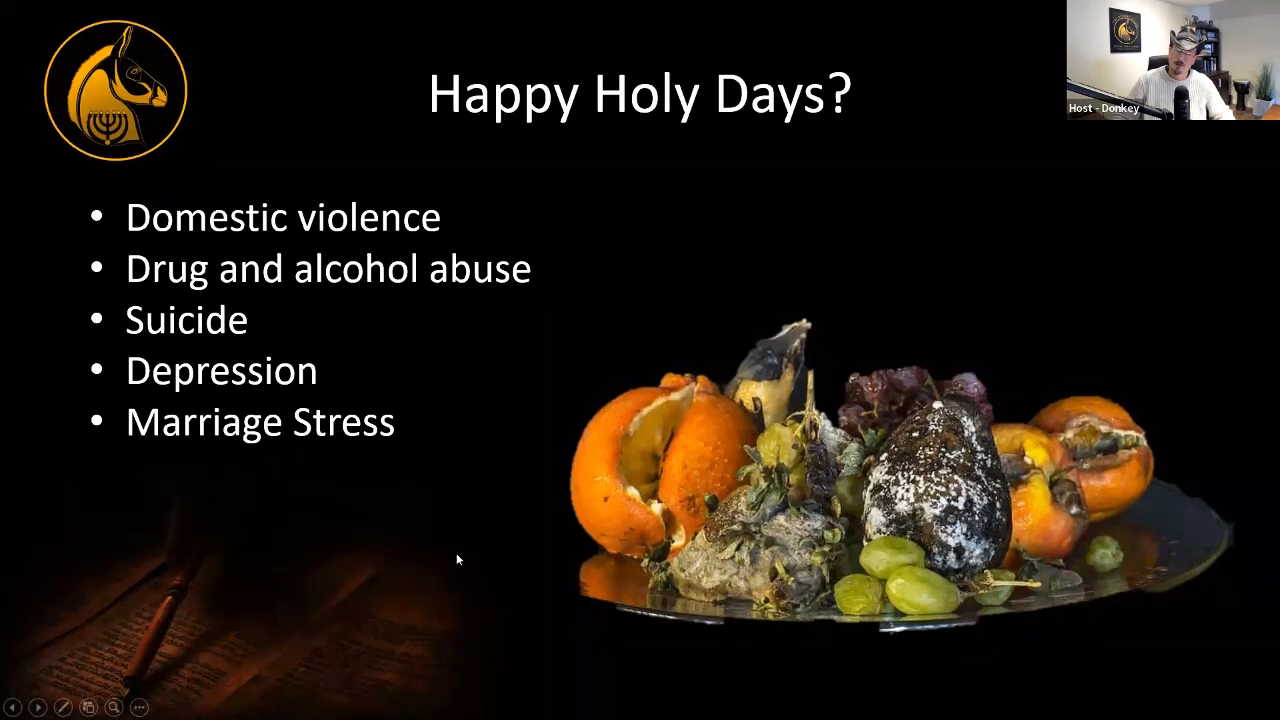 Happy Holy Days?
Host - Donkey
• Domestic violence
• Drug and alcohol abuse
• Suicide
• Depression
• Marriage Stress